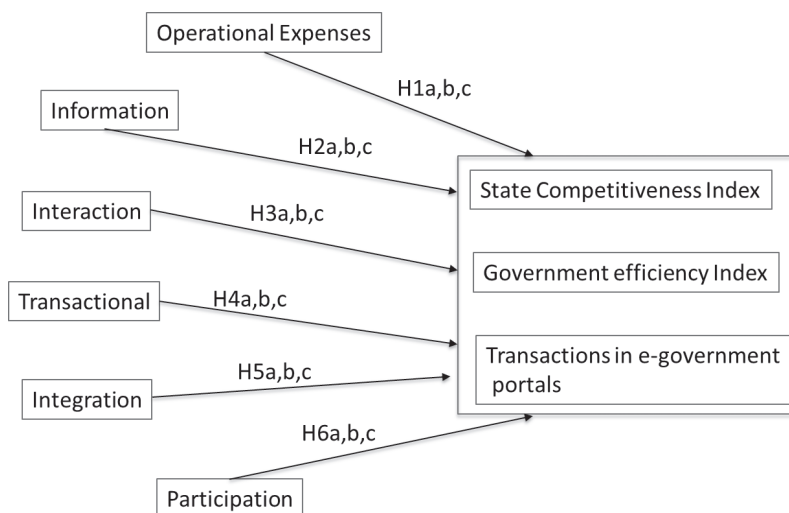 Operational Expenses
H1a,b,c
Information
H2a,b,c
State Competitiveness Index
Interaction
H3a,b,c
Government efficiency Index
Transactional
H4a,b,c
Transactions in e-government
portals
H5a,b,c
Integration
H6a,b,c
Participation